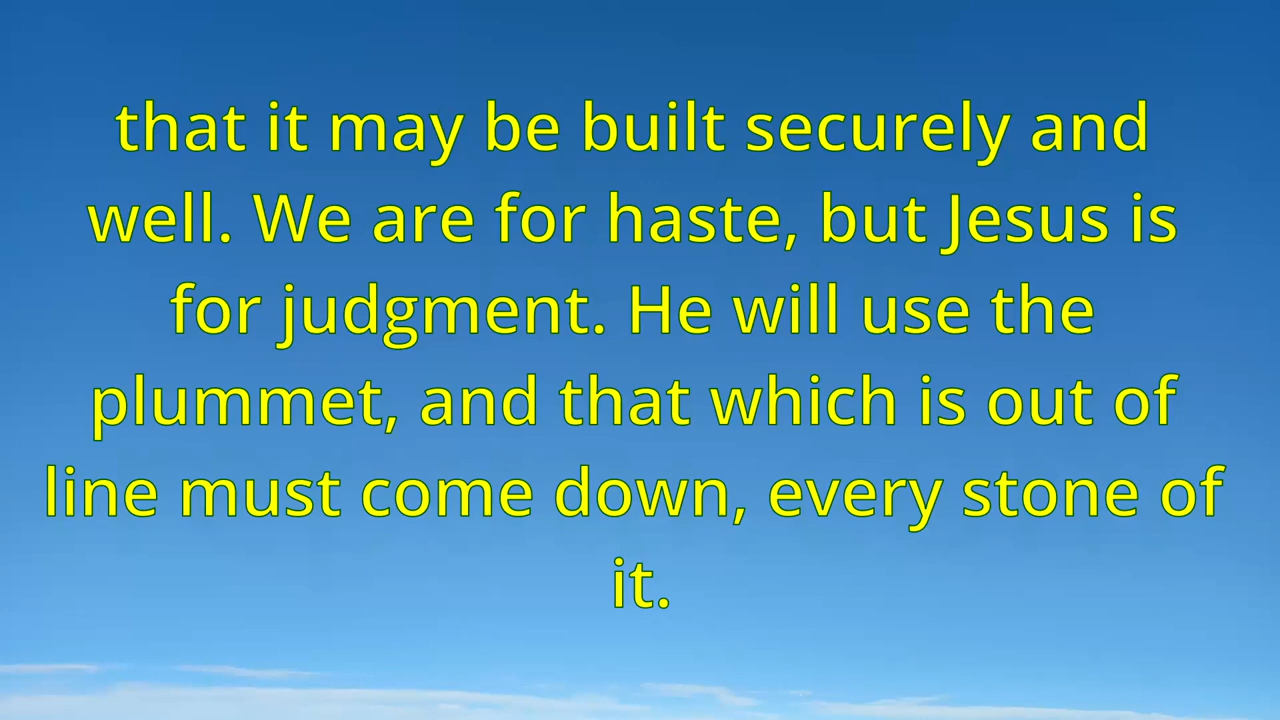 that it may be built securely and
well. We are for haste, but Jesus is
for judgment. He will use the
plummet, and that which is out of
line must come down, every stone of
it.